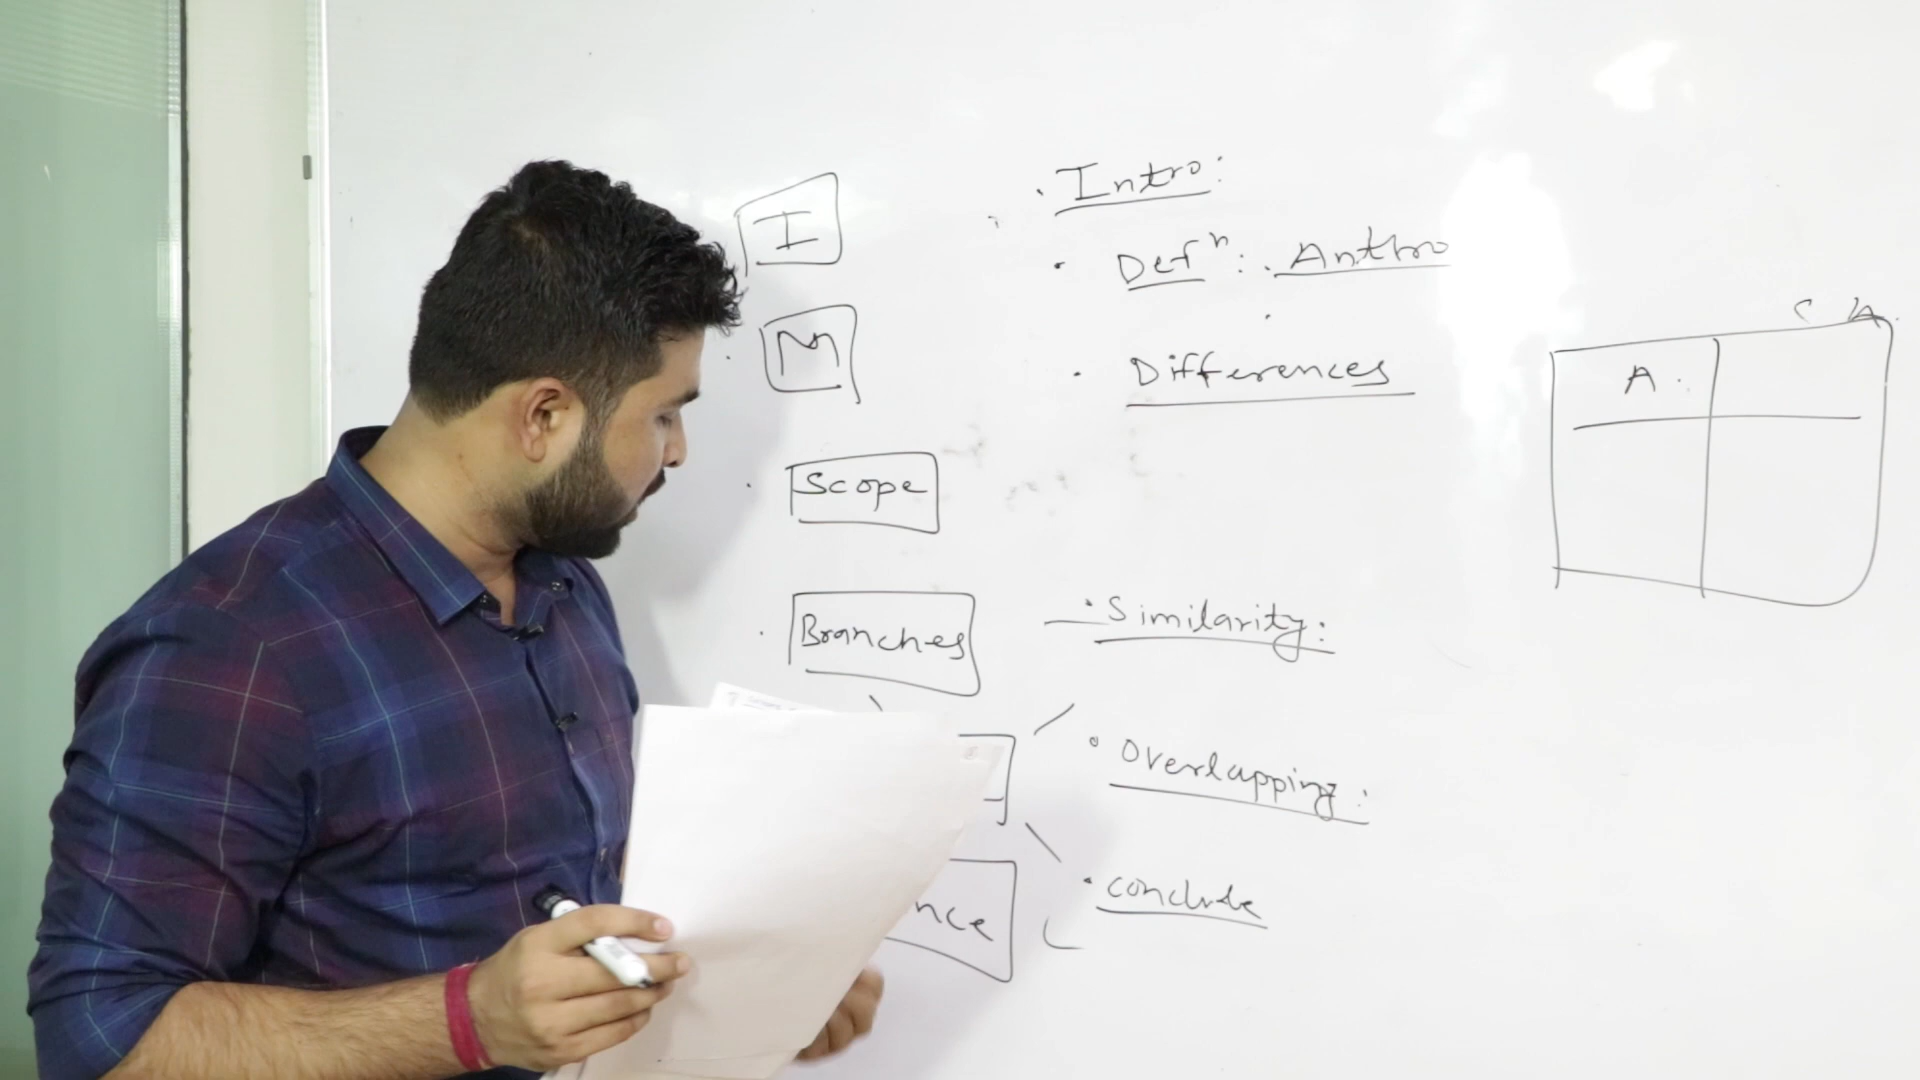 I
M
Scope
Branches
nce
. Intro:
. Defⁿ: . Anthro
. Differences
. Similarity:
. Overlapping:
. conclude
A.